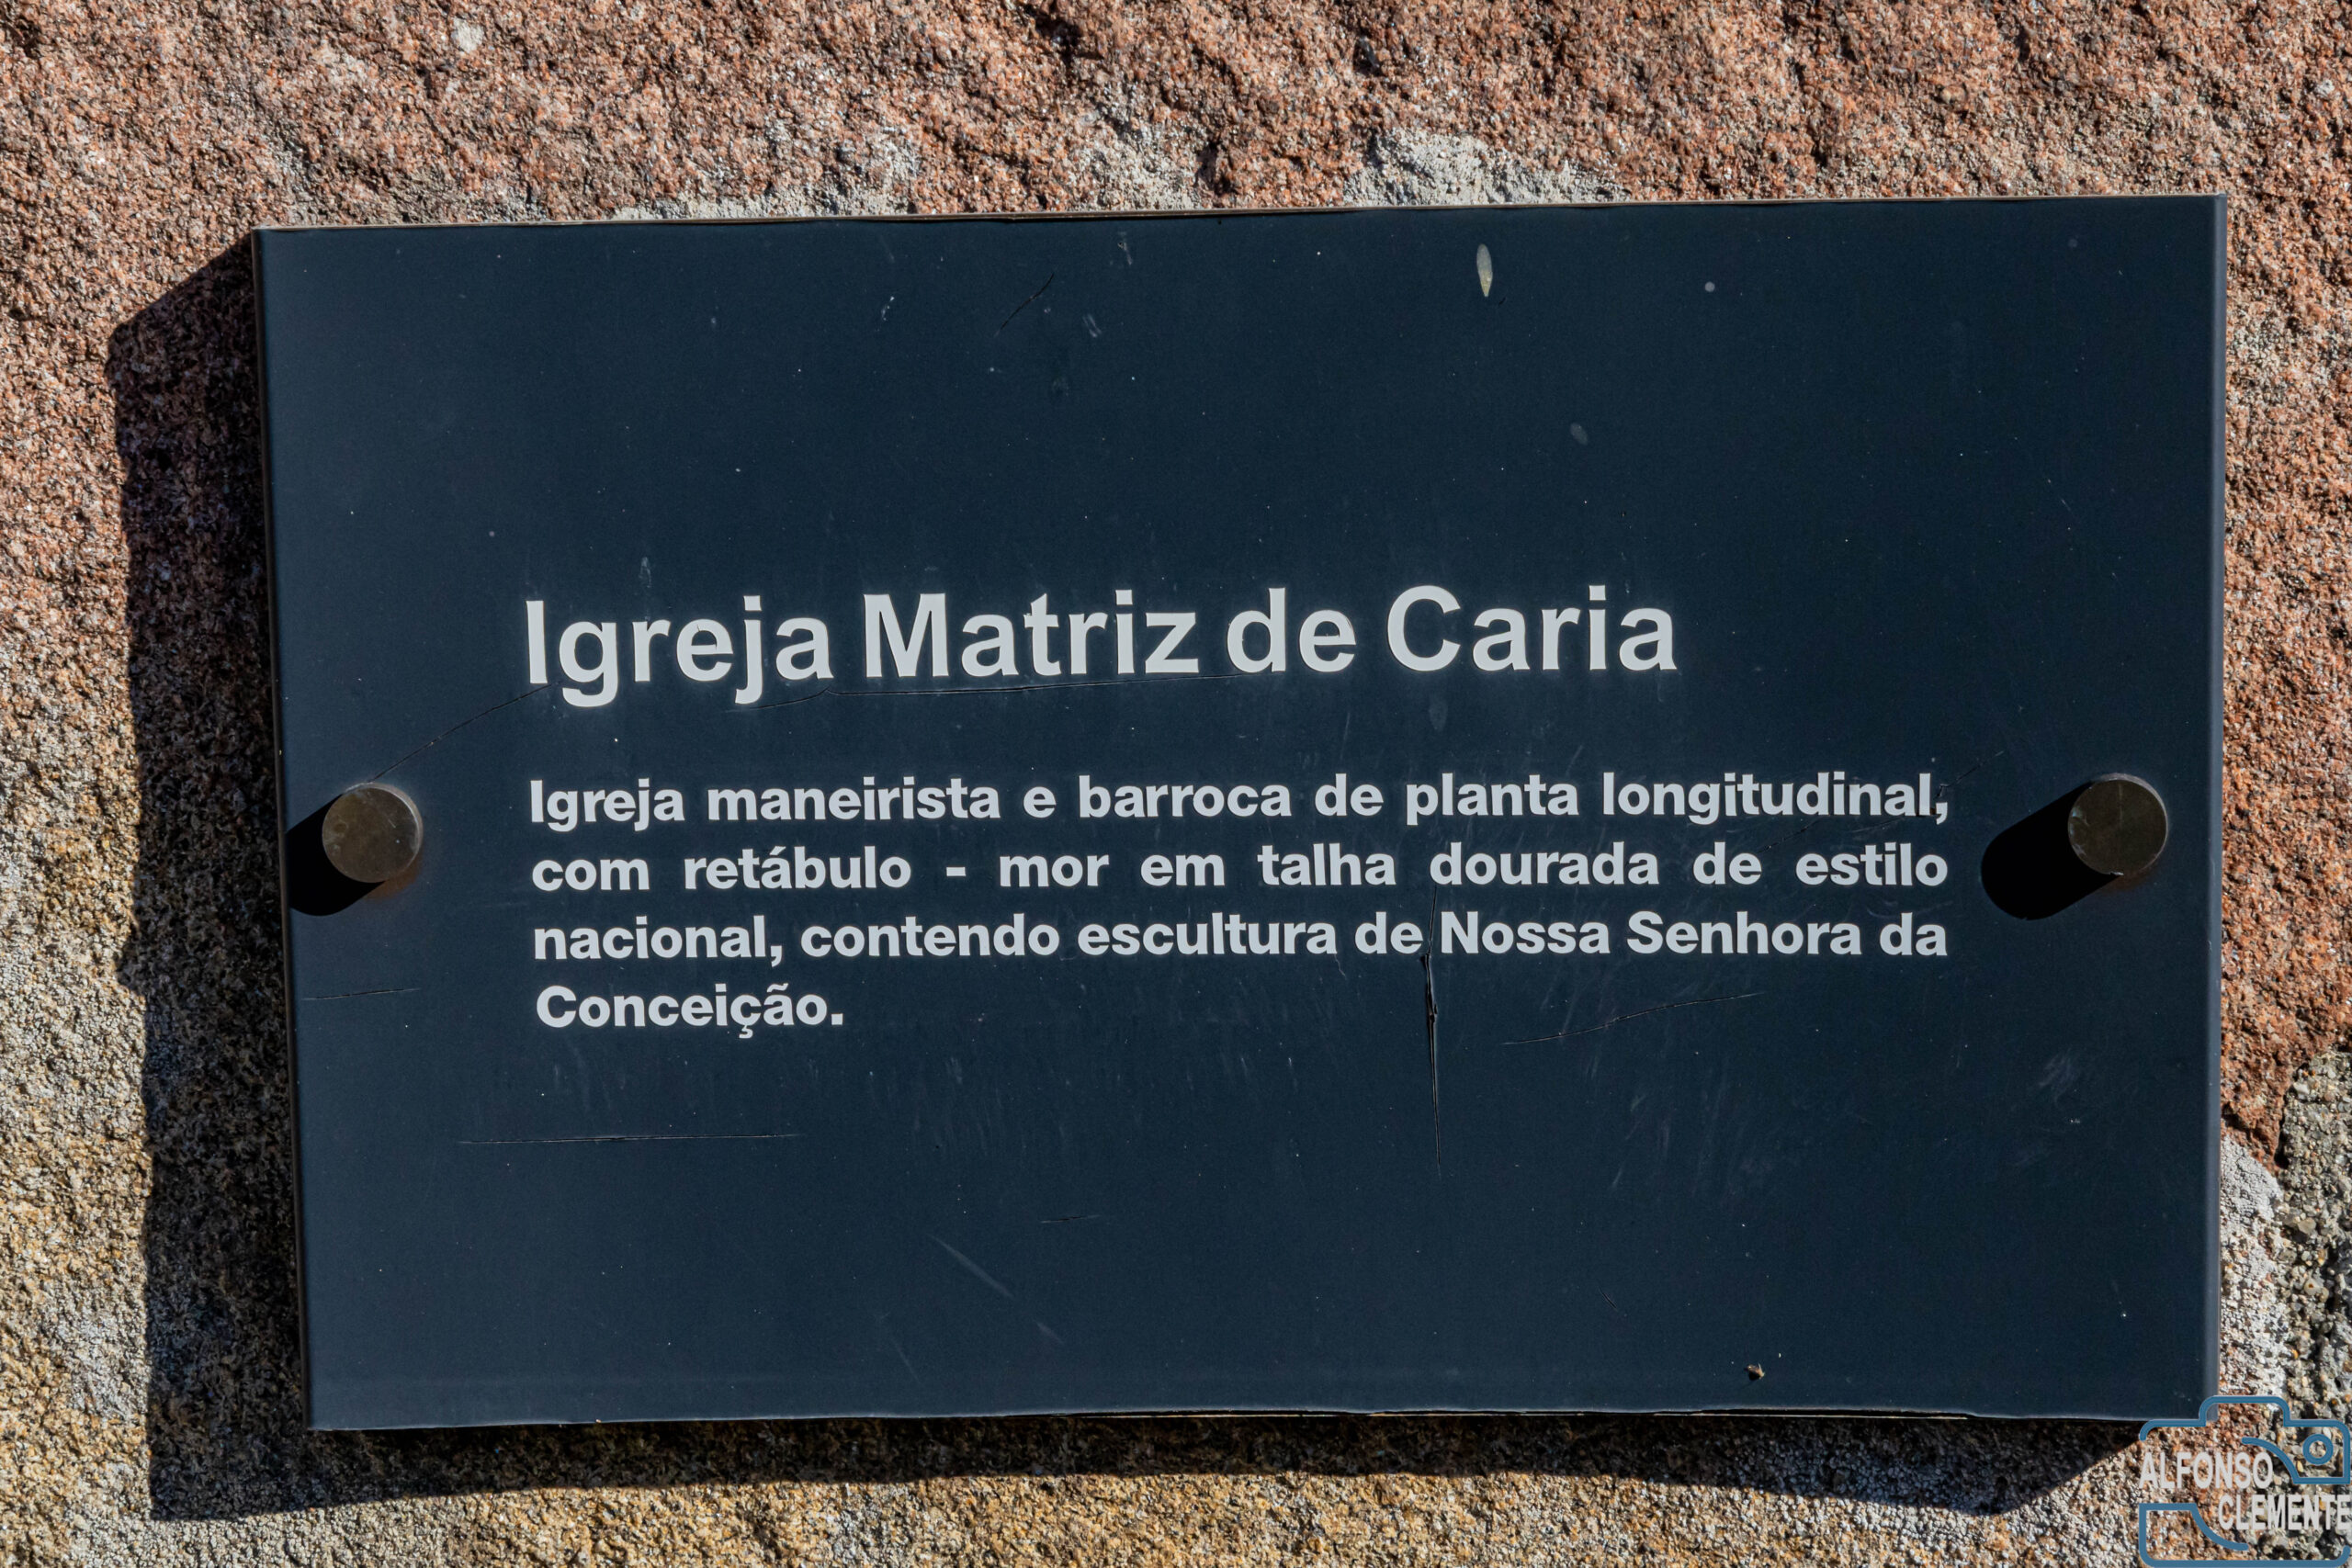 Igreja Matriz de Caria
Igreja maneirista e barroca de planta longitudinal,
com retábulo - mor em talha dourada de estilo
nacional, contendo escultura de Nossa Senhora da
Conceição.
ALFONSO
CLEMENTE